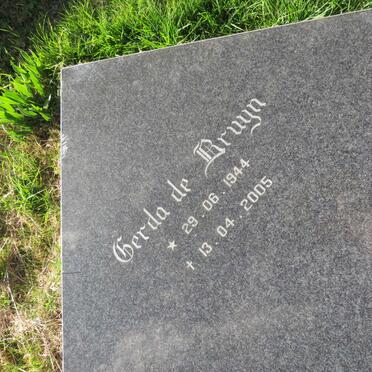 Gerda de Bruyn
★ 29.06.1944
✝ 13.04.2005